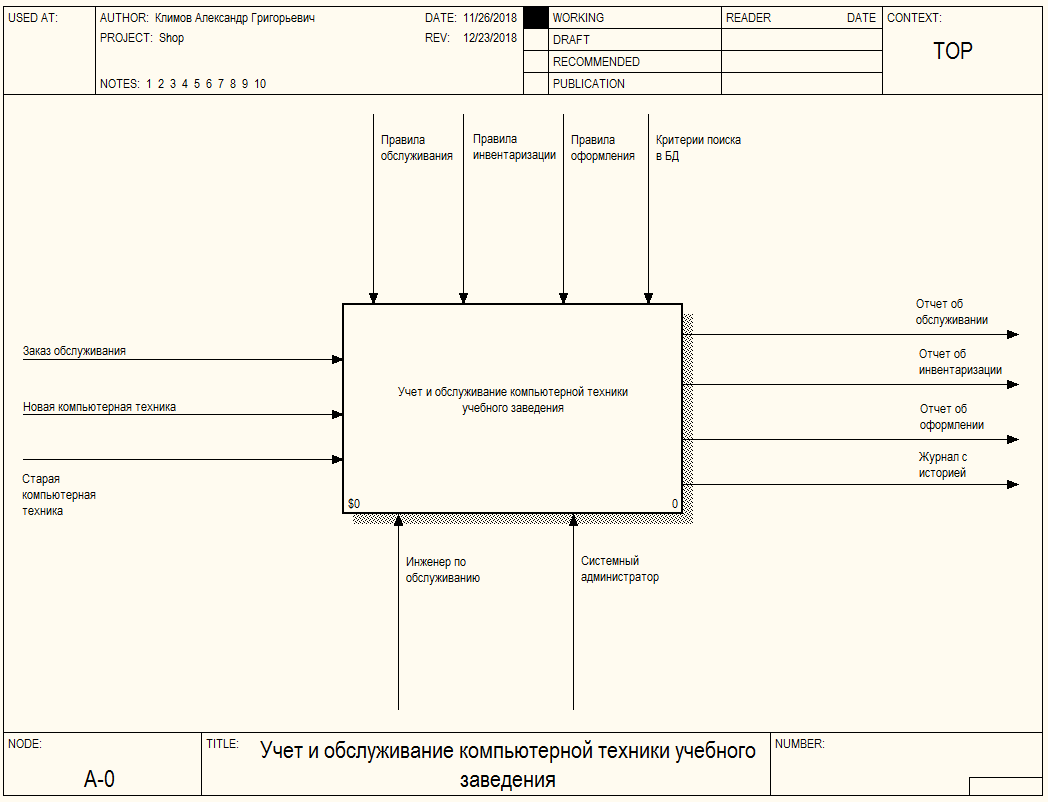 USED AT:
AUTHOR: Климов Александр Григорьевич
DATE: 11/26/2018
PROJECT: Shop
REV: 12/23/2018
NOTES: 1 2 3 4 5 6 7 8 9 10
WORKING
DRAFT
RECOMMENDED
PUBLICATION
READER DATE
CONTEXT:
TOP
Правила
обслуживания
Правила
инвентаризации
Правила
оформления
Критерии поиска
в БД
Заказ обслуживания
Новая компьютерная техника
Старая
компьютерная
техника
Учет и обслуживание компьютерной техники
учебного заведения
$0
0
Отчет об
обслуживании
Отчет об
инвентаризации
Отчет об
оформлении
Журнал с
историей
Инженер по
обслуживанию
Системный
администратор
NODE:
A-0
TITLE:
Учет и обслуживание компьютерной техники учебного
заведения
NUMBER: